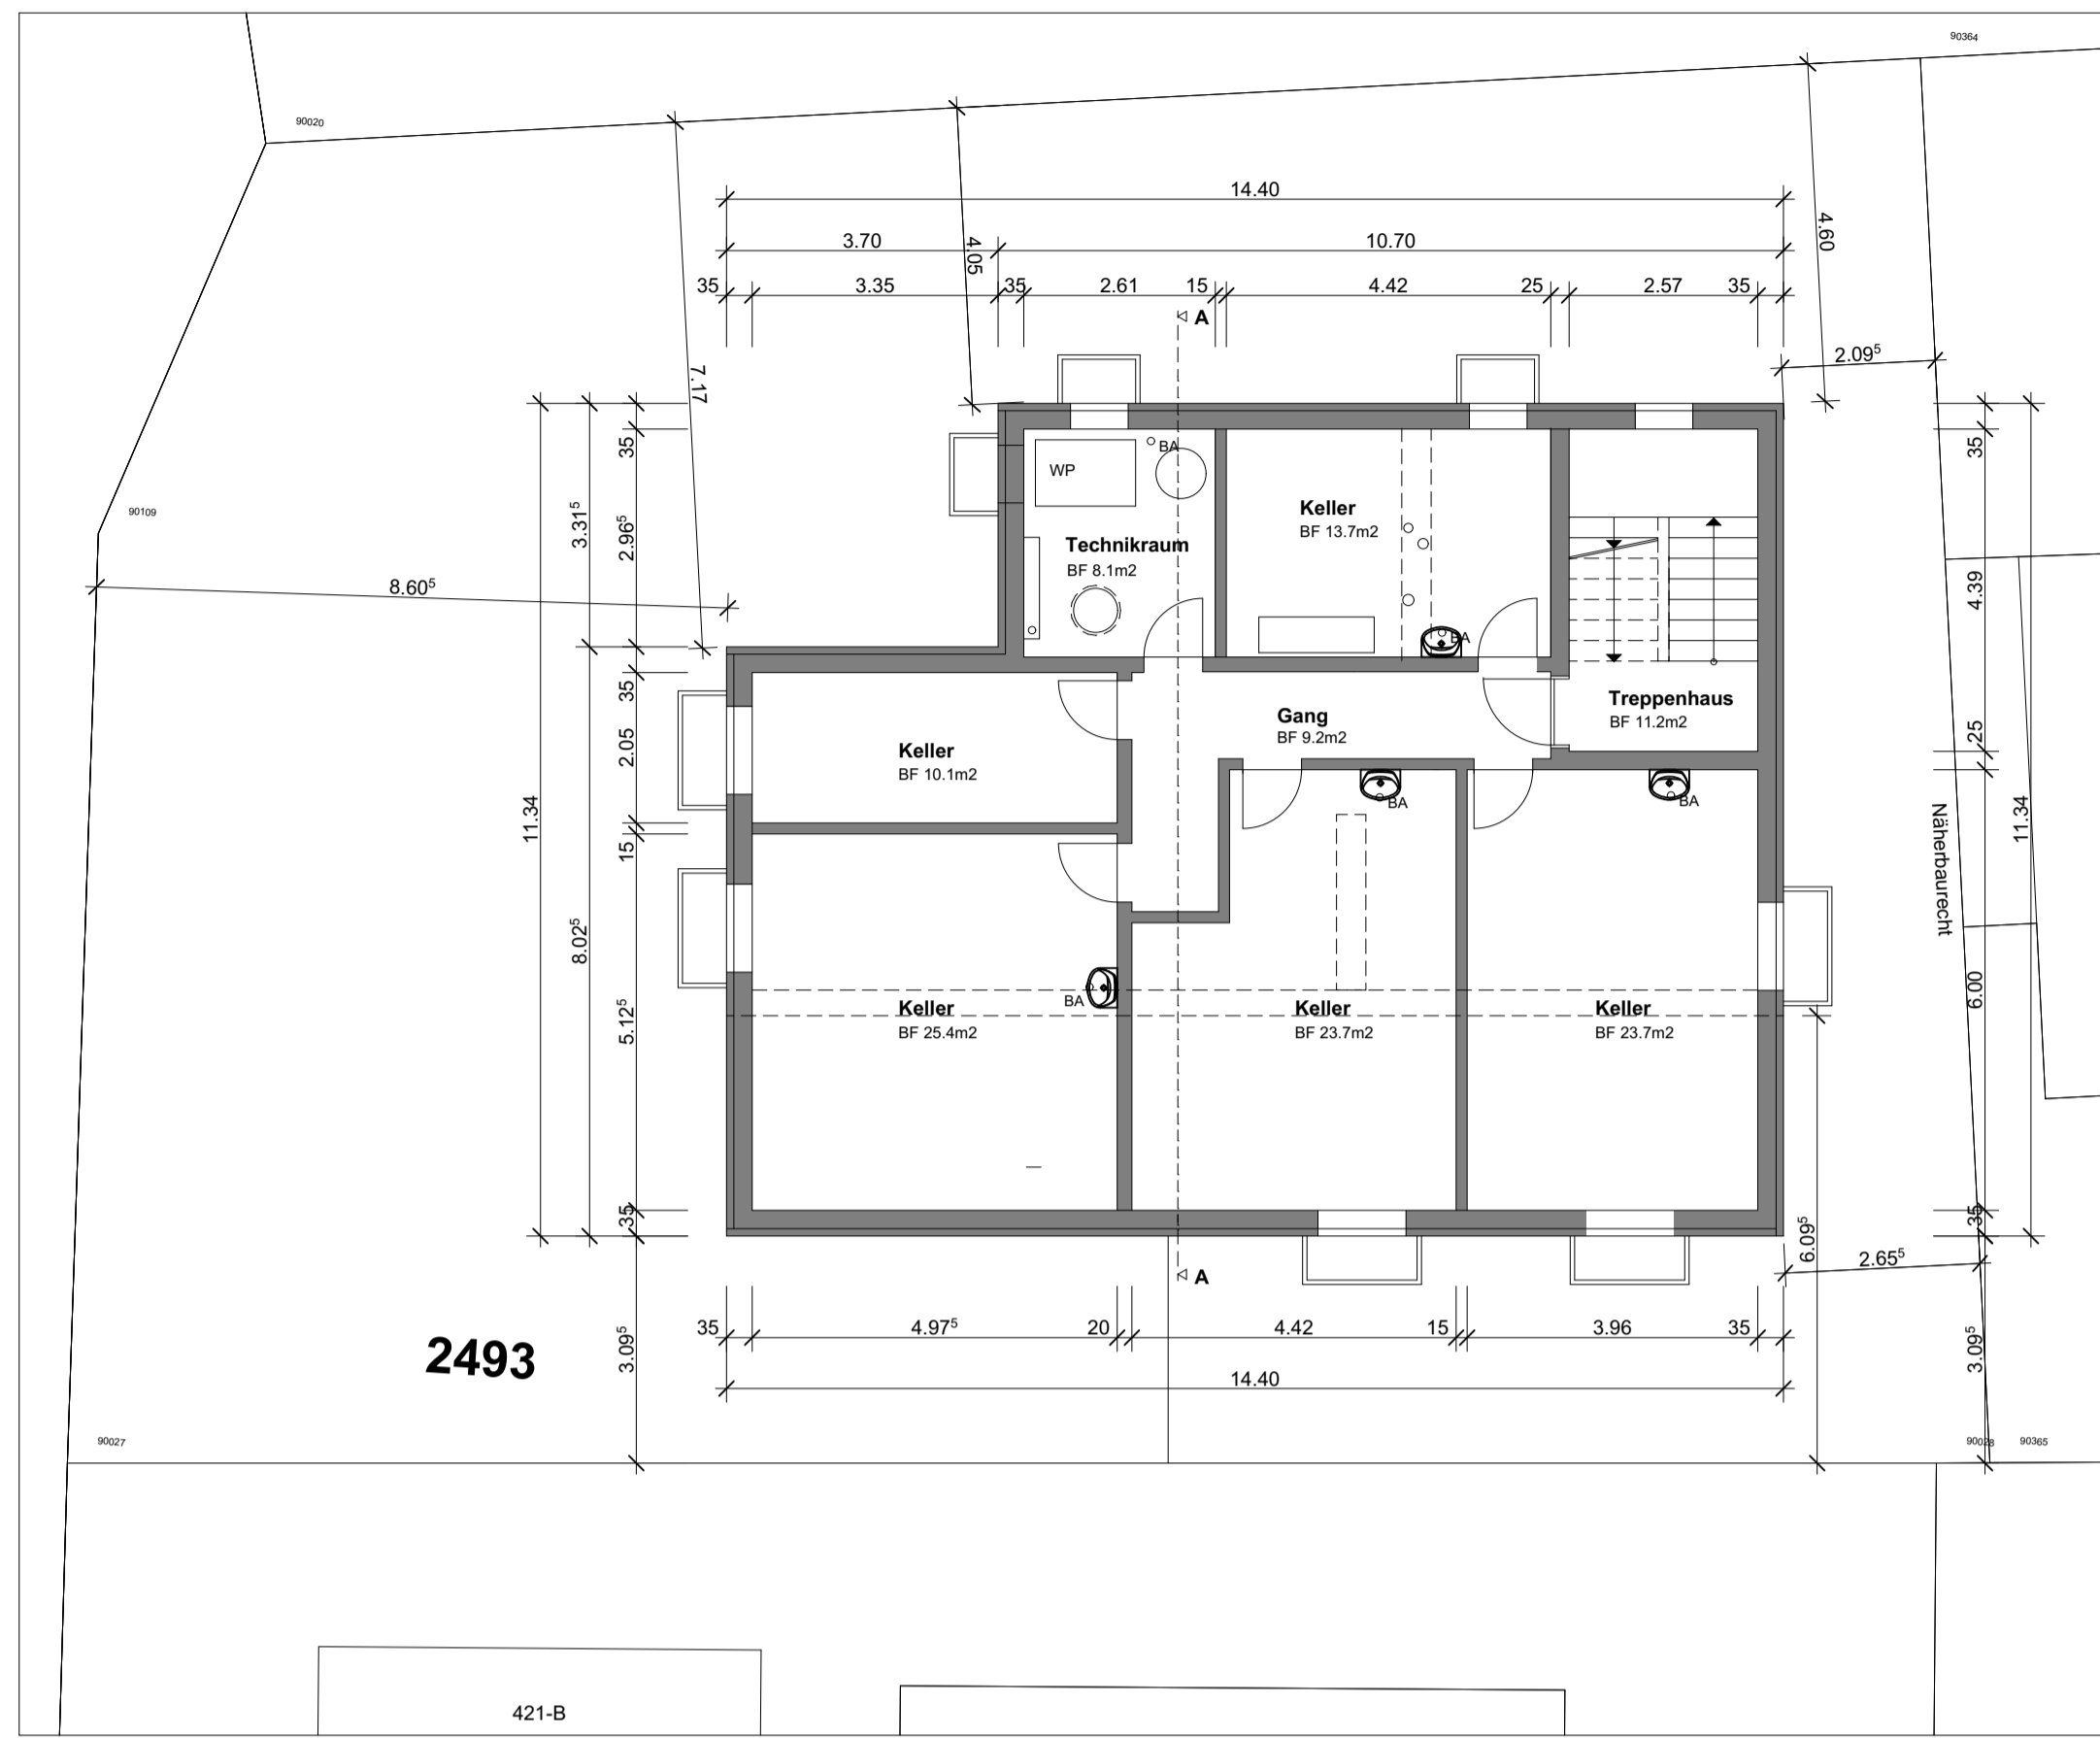 90364
90020
14.40
3.70
4.05
10.70
4.60
35
3.35
35
2.61
15
4.42
25
2.57
35
A
2.09⁵
7.17
BA
WP
Keller
BF 13.7m2
Technikraum
BF 8.1m2
BA
35
2.96⁵
3.31⁵
35
4.39
90109
8.60⁵
Treppenhaus
BF 11.2m2
Gang
BF 9.2m2
Keller
BF 10.1m2
35
2.05
25
11.34
15
BA
BA
Näherbaurecht
11.34
8.02⁵
5.12⁵
BA
Keller
BF 25.4m2
Keller
BF 23.7m2
Keller
BF 23.7m2
6.00
35
35
6.09⁵
2.65⁵
A
35
4.97⁵
20
4.42
15
3.96
35
2493
3.09⁵
3.09⁵
14.40
90027
90028
90365
421-B